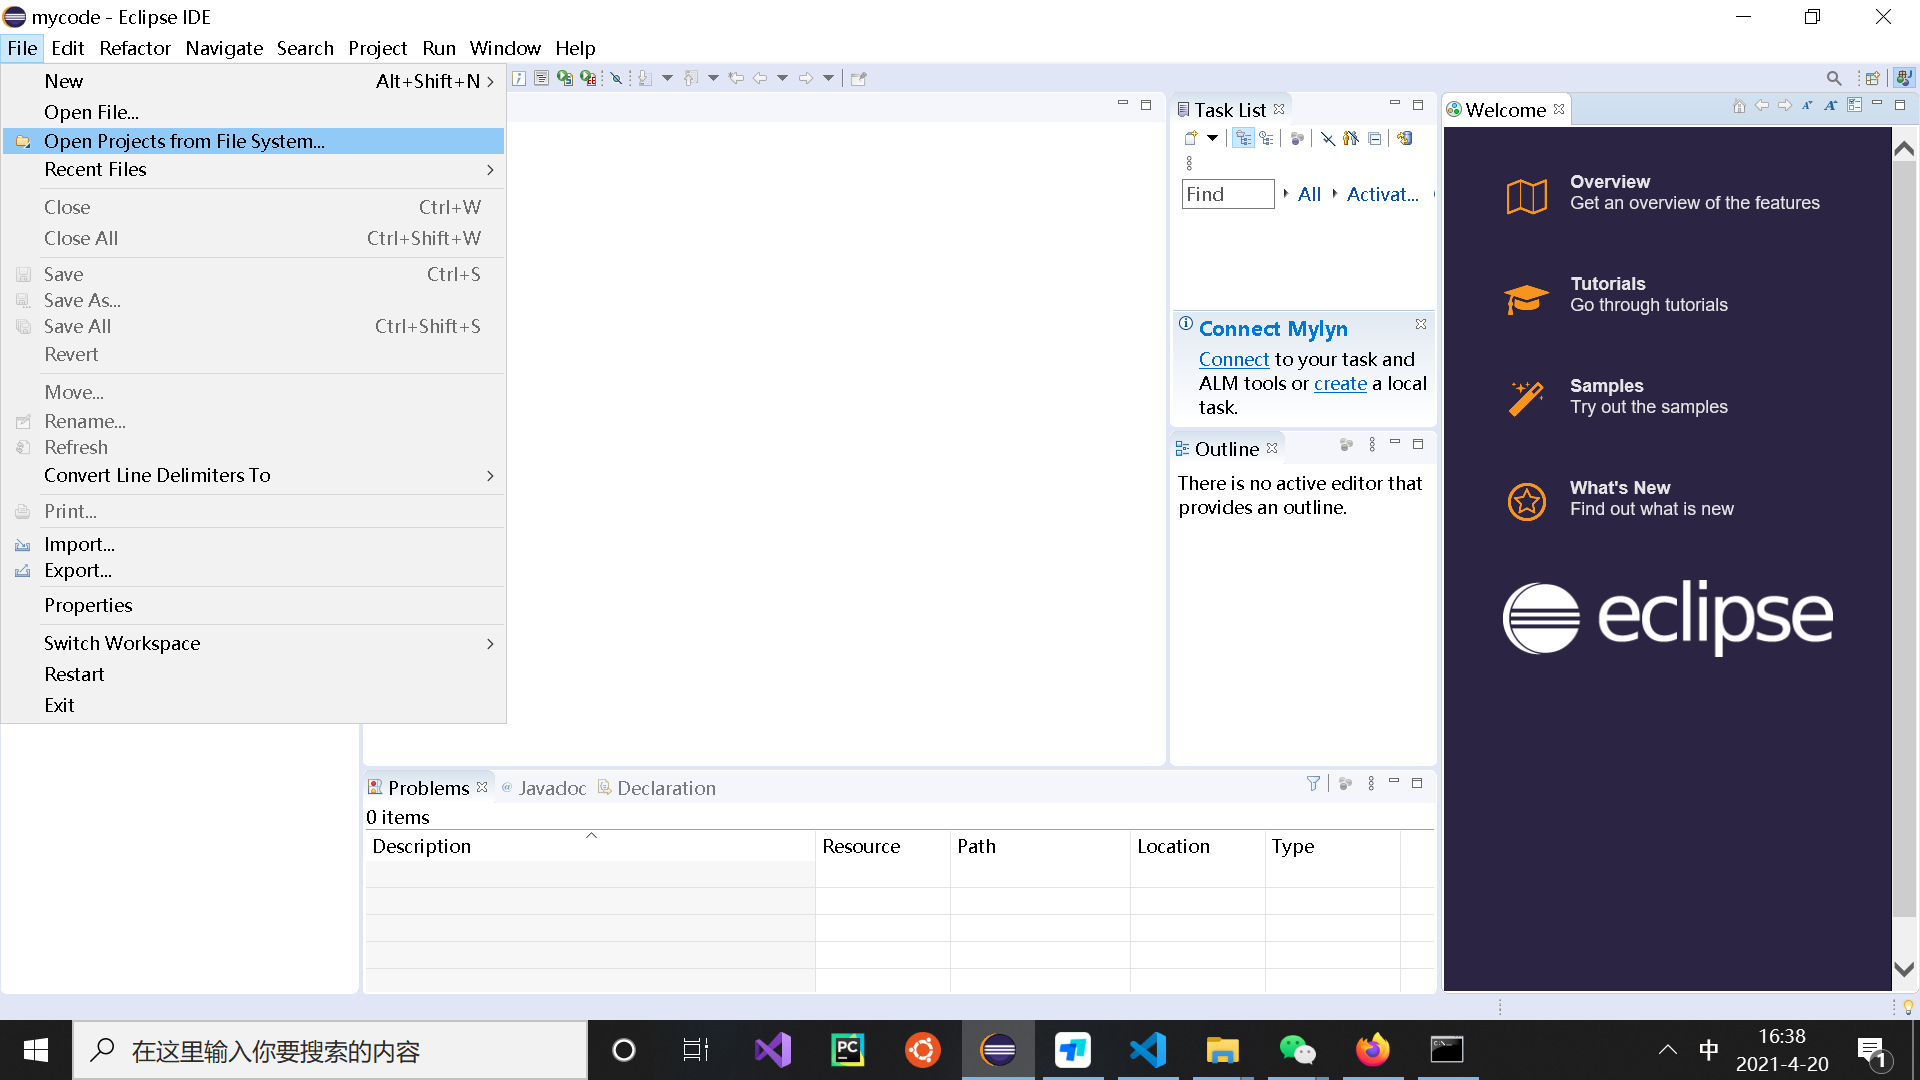 mycode - Eclipse IDE
File Edit Refactor Navigate Search Project Run Window Help
New Alt+Shift+N
Open File...
Open Projects from File System...
Recent Files
Close Ctrl+W
Close All Ctrl+Shift+W
Save Ctrl+S
Save As...
Save All Ctrl+Shift+S
Revert
Move...
Rename...
Refresh
Convert Line Delimiters To
Print...
Import...
Export...
Properties
Switch Workspace
Restart
Exit
Task List
Find All Activat...
Connect Mylyn
Connect to your task and
ALM tools or create a local
task.
Outline
There is no active editor that
provides an outline.
Welcome
Overview
Get an overview of the features
Tutorials
Go through tutorials
Samples
Try out the samples
What's New
Find out what is new
eclipse
Problems Javadoc Declaration
0 items
Description Resource Path Location Type
在这里输入你要搜索的内容
PC
中
16:38
2021-4-20
1